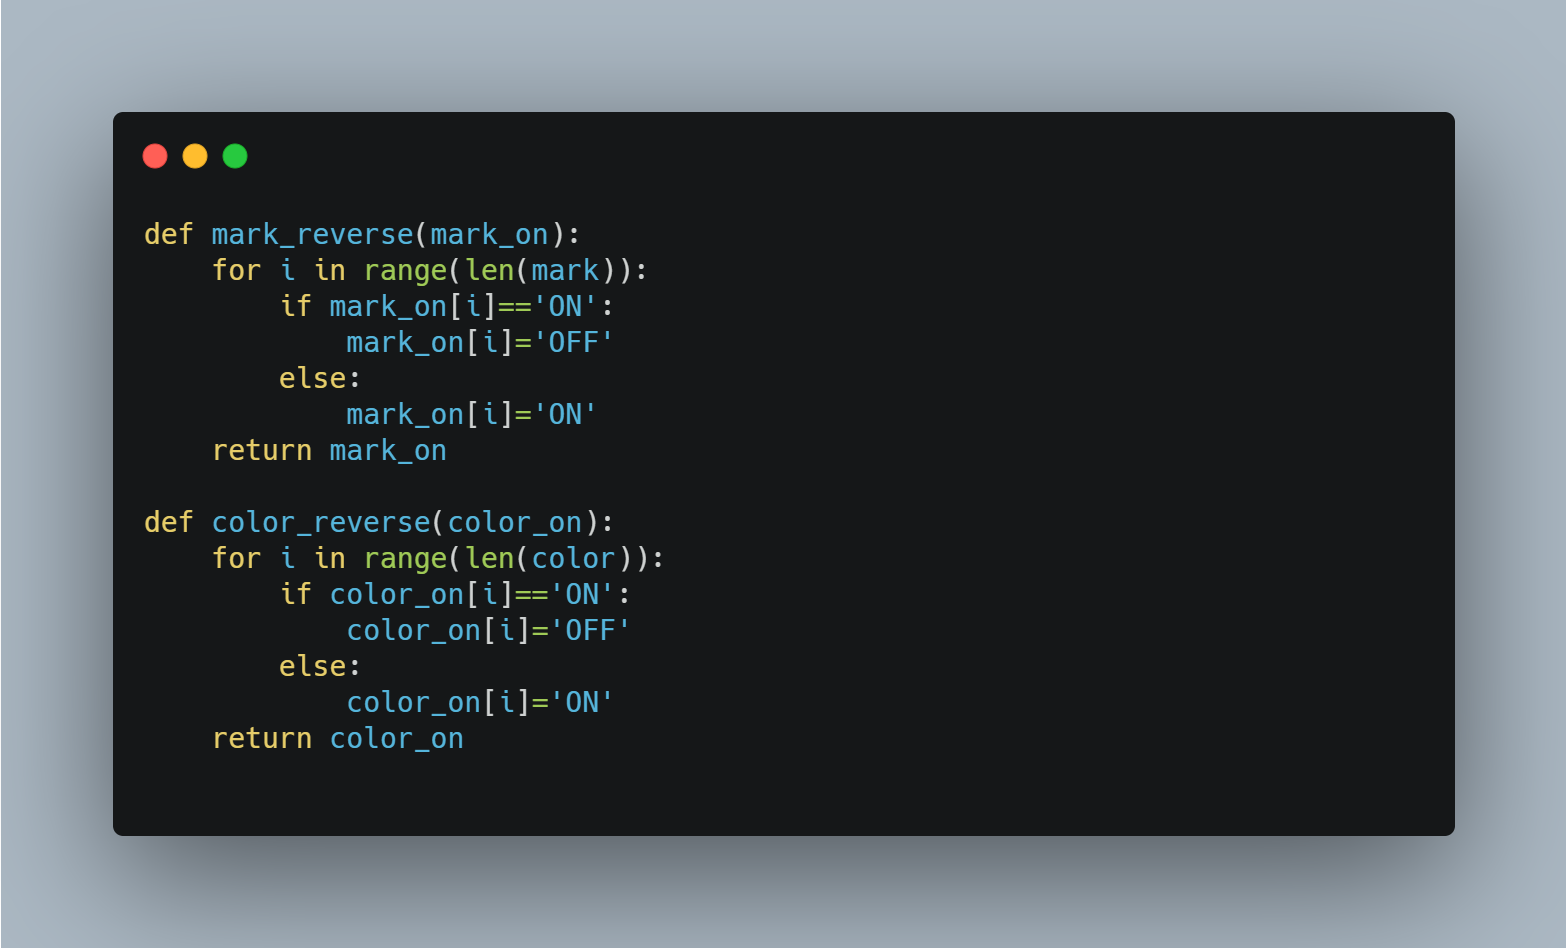 def mark_reverse(mark_on):
    for i in range(len(mark)):
        if mark_on[i]=='ON':
            mark_on[i]='OFF'
        else:
            mark_on[i]='ON'
    return mark_on

def color_reverse(color_on):
    for i in range(len(color)):
        if color_on[i]=='ON':
            color_on[i]='OFF'
        else:
            color_on[i]='ON'
    return color_on